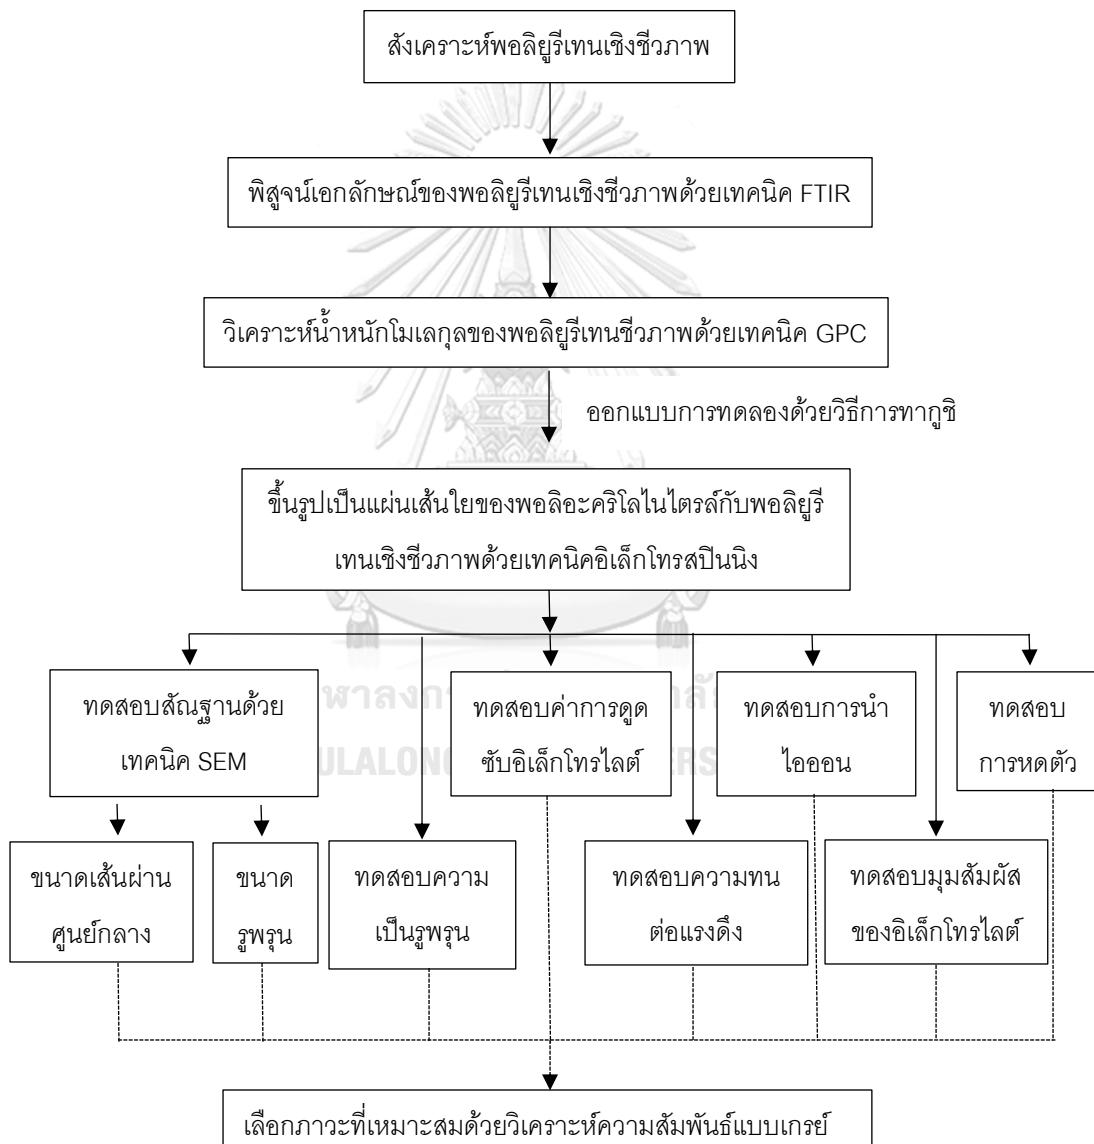 สังเคราะห์พอลิยูรีเทนเชิงชีวภาพ
พิสูจน์เอกลักษณ์ของพอลิยูรีเทนเชิงชีวภาพด้วยเทคนิค FTIR
วิเคราะห์น้ำหนักโมเลกุลของพอลิยูรีเทนชีวภาพด้วยเทคนิค GPC
ออกแบบการทดลองด้วยวิธีการทากูชิ
ขึ้นรูปเป็นแผ่นเส้นใยของพอลิอะคริโลไนไตรล์กับพอลิยูรี
เทนเชิงชีวภาพด้วยเทคนิคอิเล็กโทรสปินนิง
ทดสอบสัณฐานด้วย
เทคนิค SEM
ทดสอบค่าการดูด
ซับอิเล็กโทรไลต์
ทดสอบการนำ
ไอออน
ทดสอบ
การหดตัว
ขนาดเส้นผ่าน
ศูนย์กลาง
ขนาด
รูพรุน
ทดสอบความ
เป็นรูพรุน
ทดสอบความทน
ต่อแรงดึง
ทดสอบมุมสัมผัส
ของอิเล็กโทรไลต์
เลือกภาวะที่เหมาะสมด้วยวิเคราะห์ความสัมพันธ์แบบเกรย์